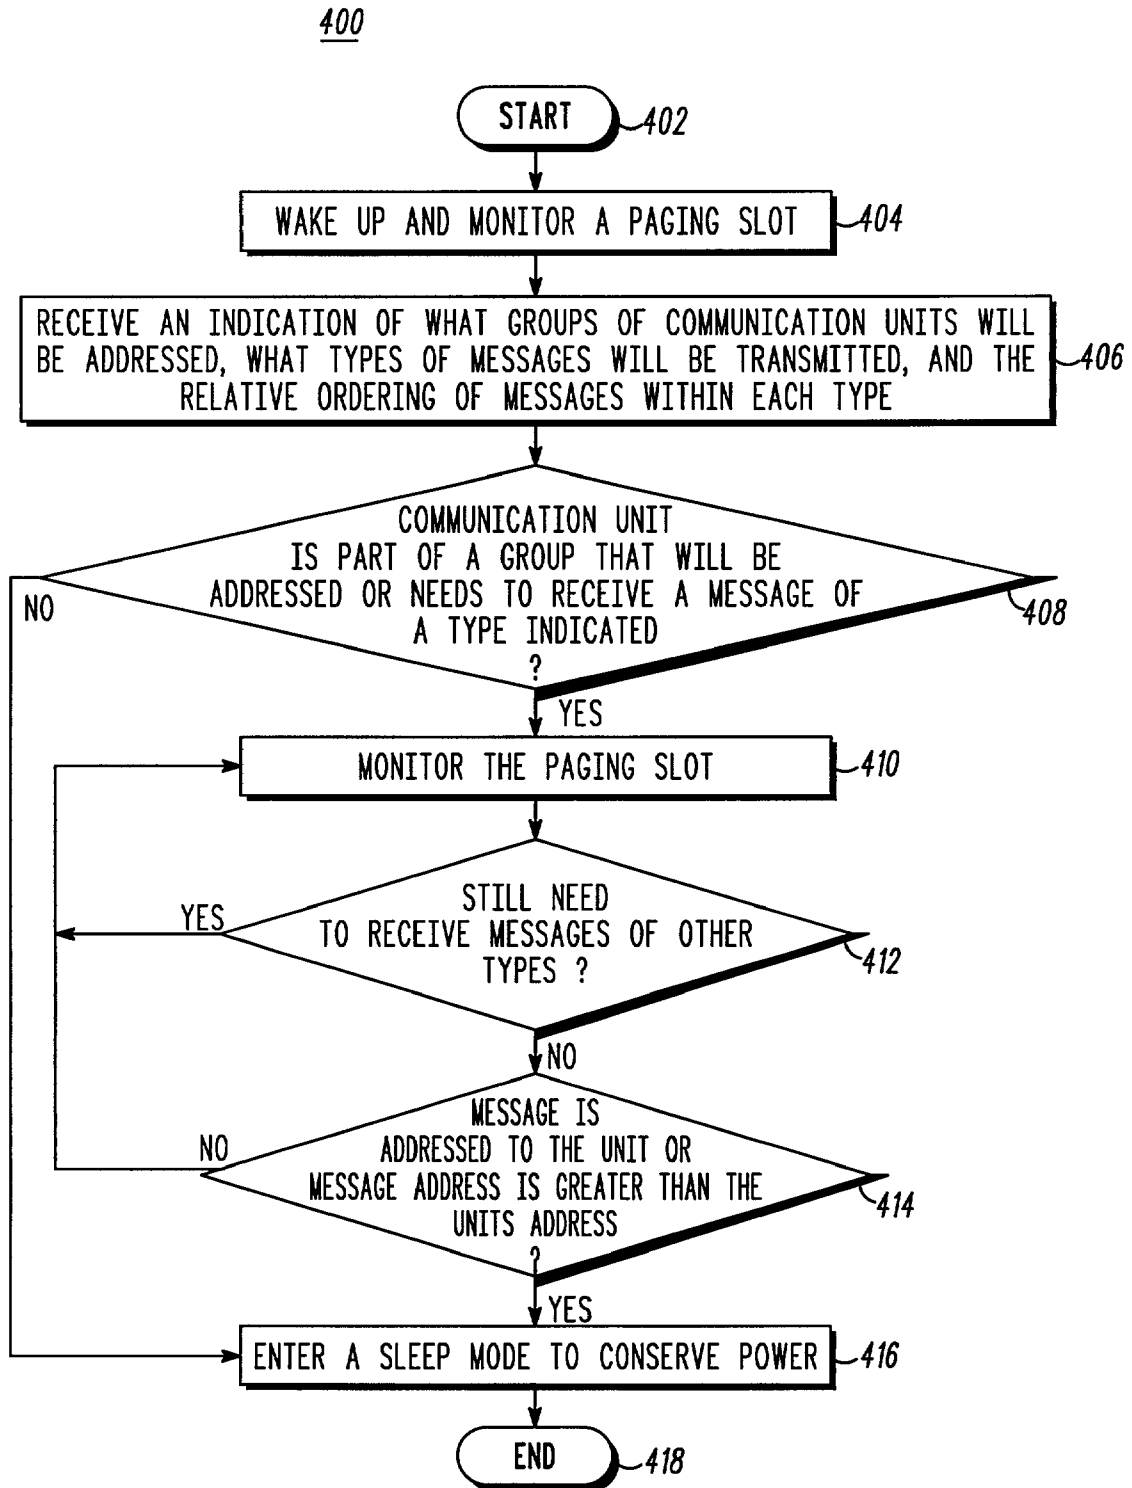 400
START
402
WAKE UP AND MONITOR A PAGING SLOT
404
RECEIVE AN INDICATION OF WHAT GROUPS OF COMMUNICATION UNITS WILL
BE ADDRESSED, WHAT TYPES OF MESSAGES WILL BE TRANSMITTED, AND THE
RELATIVE ORDERING OF MESSAGES WITHIN EACH TYPE
406
COMMUNICATION UNIT
IS PART OF A GROUP THAT WILL BE
ADDRESSED OR NEEDS TO RECEIVE A MESSAGE OF
A TYPE INDICATED
?
NO
408
YES
MONITOR THE PAGING SLOT
410
STILL NEED
TO RECEIVE MESSAGES OF OTHER
TYPES ?
YES
412
NO
MESSAGE IS
ADDRESSED TO THE UNIT OR
MESSAGE ADDRESS IS GREATER THAN THE
UNITS ADDRESS
?
NO
414
YES
ENTER A SLEEP MODE TO CONSERVE POWER
416
END
418